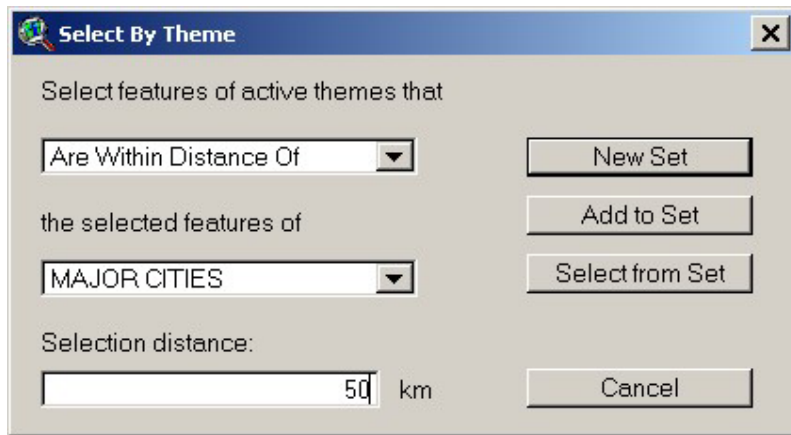 Select By Theme
Select features of active themes that
Are Within Distance Of
New Set
the selected features of
Add to Set
MAJOR CITIES
Select from Set
Selection distance:
50 km
Cancel